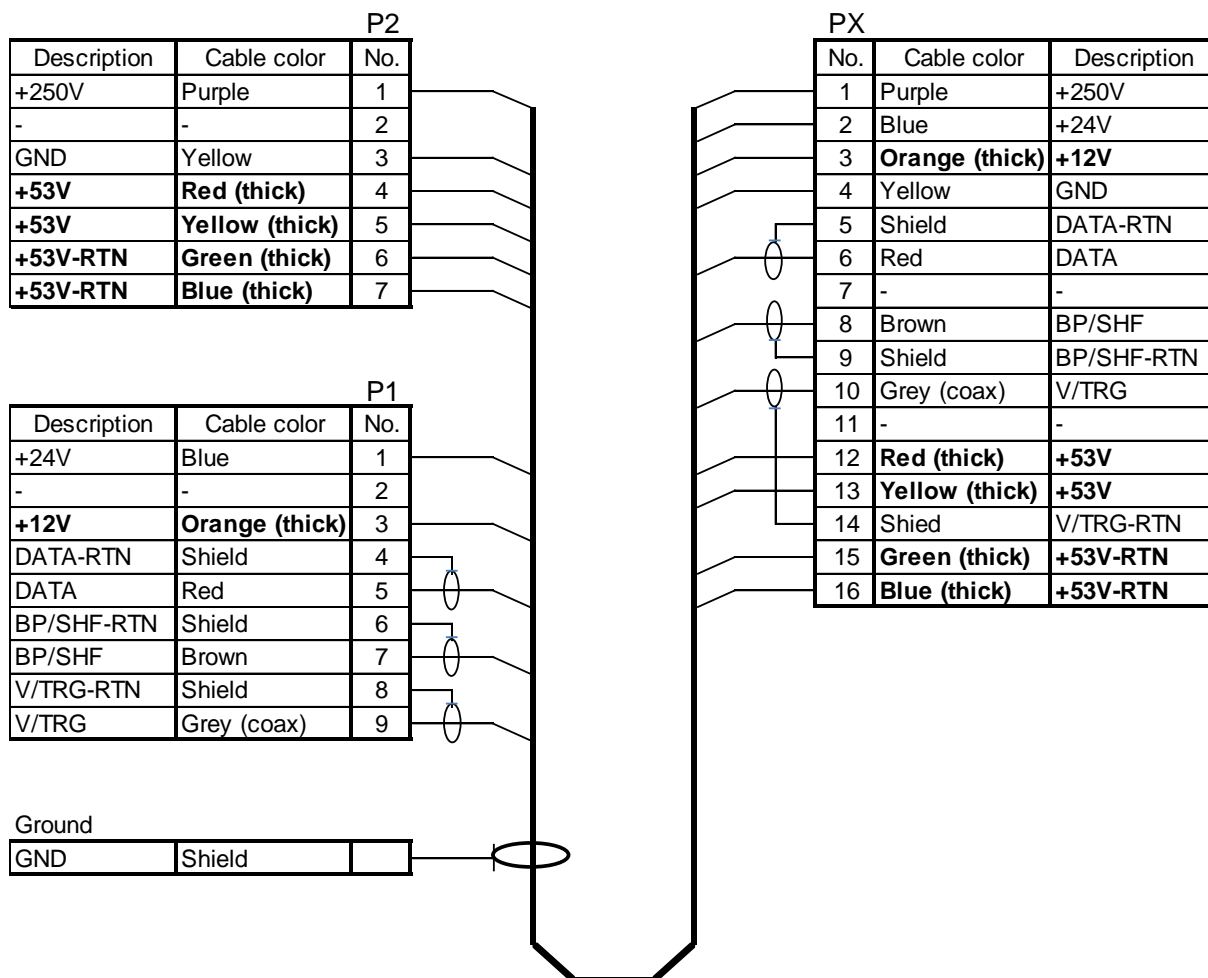 P2
Description Cable color No.
+250V Purple 1
- - 2
GND Yellow 3
+53V Red (thick) 4
+53V Yellow (thick) 5
+53V-RTN Green (thick) 6
+53V-RTN Blue (thick) 7
P1
Description Cable color No.
+24V Blue 1
- - 2
+12V Orange (thick) 3
DATA-RTN Shield 4
DATA Red 5
BP/SHF-RTN Shield 6
BP/SHF Brown 7
V/TRG-RTN Shield 8
V/TRG Grey (coax) 9
Ground
GND Shield
PX
No. Cable color Description
1 Purple +250V
2 Blue +24V
3 Orange (thick) +12V
4 Yellow GND
5 Shield DATA-RTN
6 Red DATA
7 - -
8 Brown BP/SHF
9 Shield BP/SHF-RTN
10 Grey (coax) V/TRG
11 - -
12 Red (thick) +53V
13 Yellow (thick) +53V
14 Shied V/TRG-RTN
15 Green (thick) +53V-RTN
16 Blue (thick) +53V-RTN